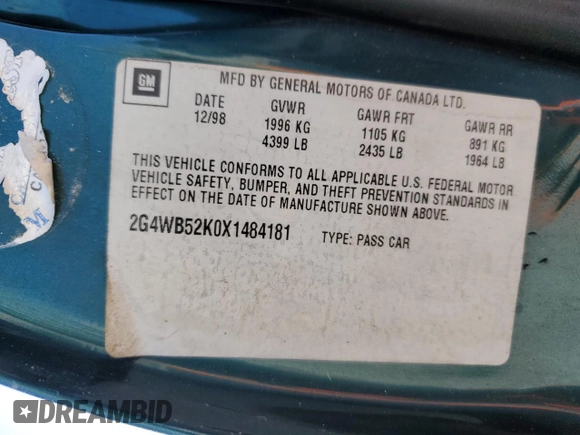 GM
MFD BY GENERAL MOTORS OF CANADA LTD.
DATE GVWR GAWR FRT GAWR RR
12/98 1996 KG 1105 KG 891 KG
4399 LB 2435 LB 1964 LB
THIS VEHICLE CONFORMS TO ALL APPLICABLE U.S. FEDERAL MOTOR
VEHICLE SAFETY, BUMPER, AND THEFT PREVENTION STANDARDS IN
EFFECT ON THE DATE OF MANUFACTURE SHOWN ABOVE.
2G4WB52K0X1484181 TYPE: PASS CAR
DREAMBID